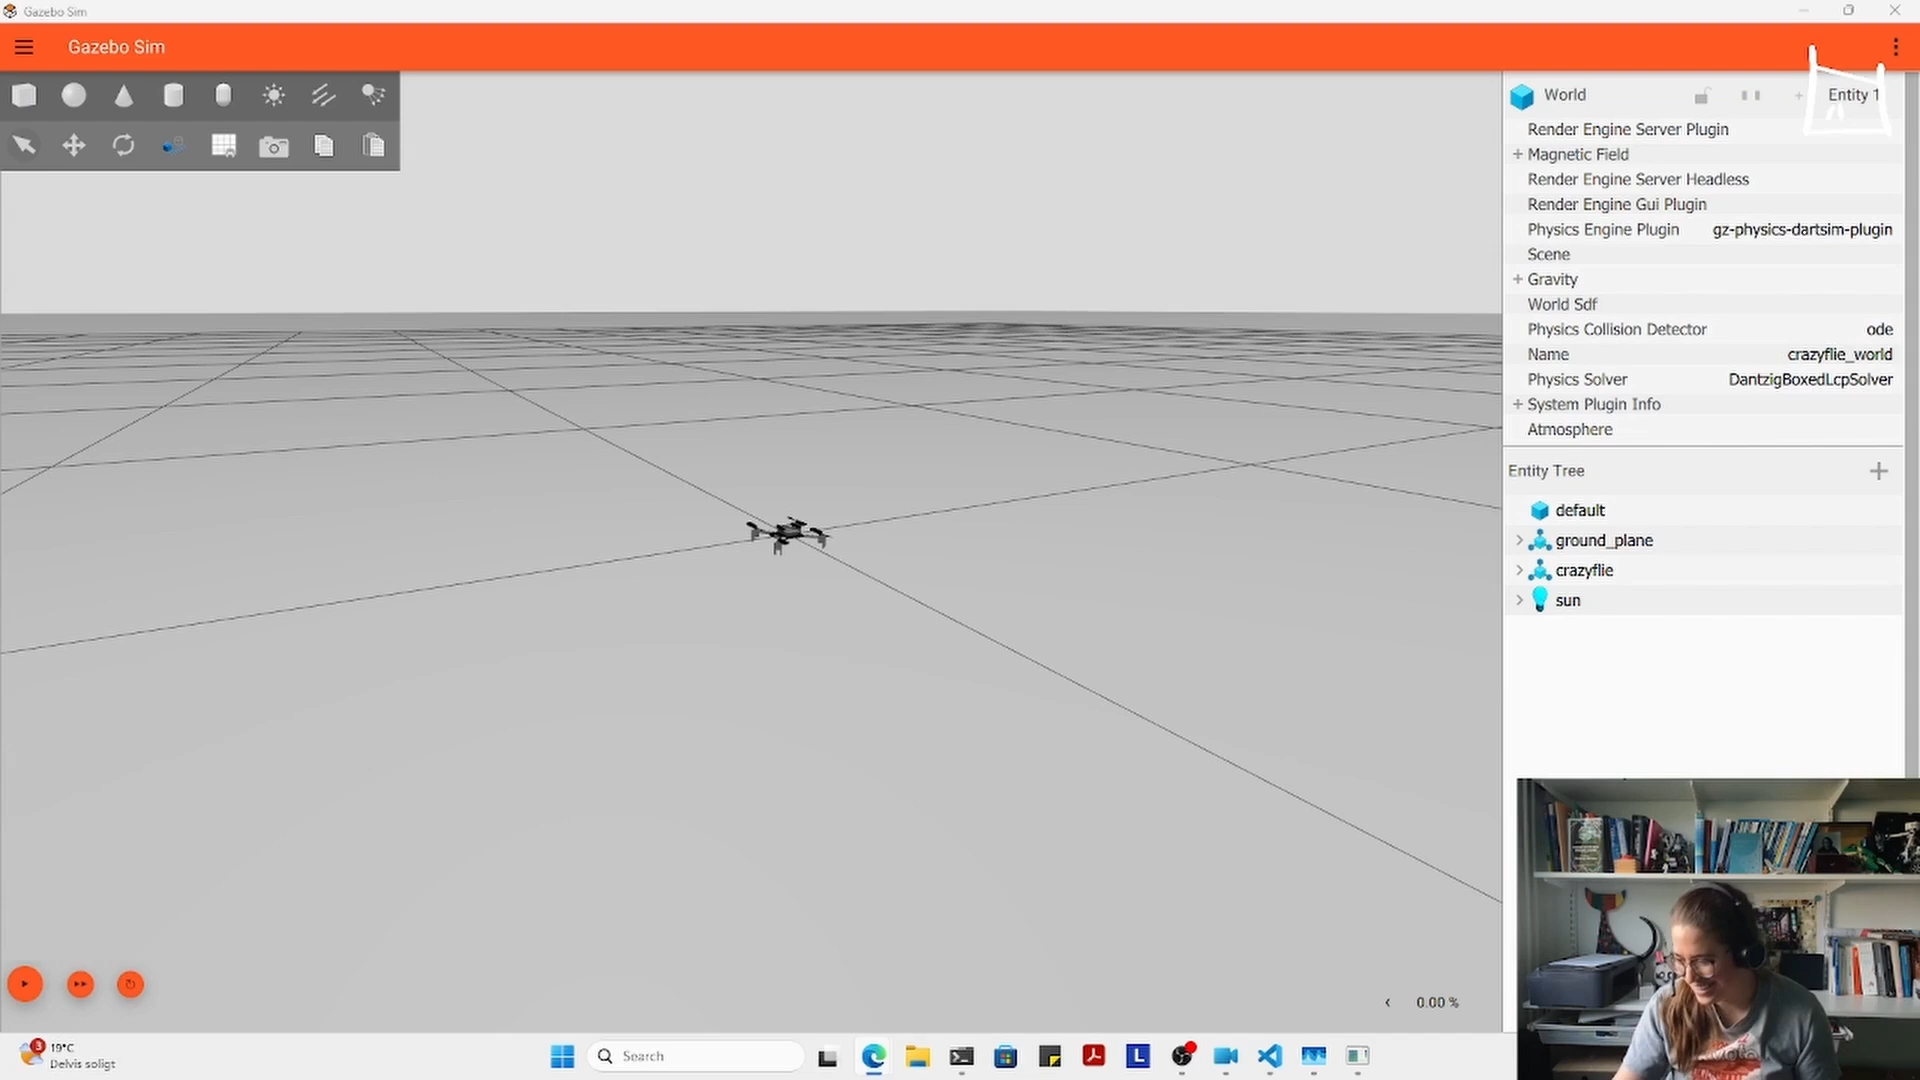 Gazebo Sim
Gazebo Sim
World
Entity 1
Render Engine Server Plugin
Magnetic Field
Render Engine Server Headless
Render Engine Gui Plugin
Physics Engine Plugin gz-physics-dartsim-plugin
Scene
Gravity
World Sdf
Physics Collision Detector ode
Name crazyflie_world
Physics Solver DantzigBoxedLcpSolver
System Plugin Info
Atmosphere
Entity Tree
default
ground_plane
crazyflie
sun
0.00 %
3
19°C
Delvis soligt
Search
L